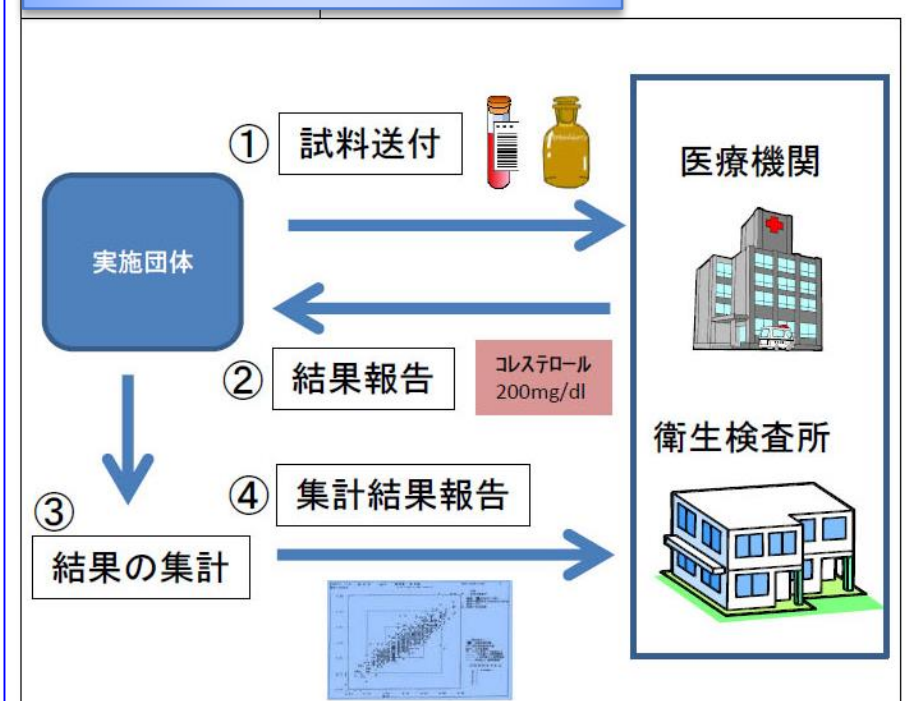 ① 試料送付
医療機関
実施団体
② 結果報告
コレステロール
200mg/dl
衛生検査所
③
結果の集計
④ 集計結果報告